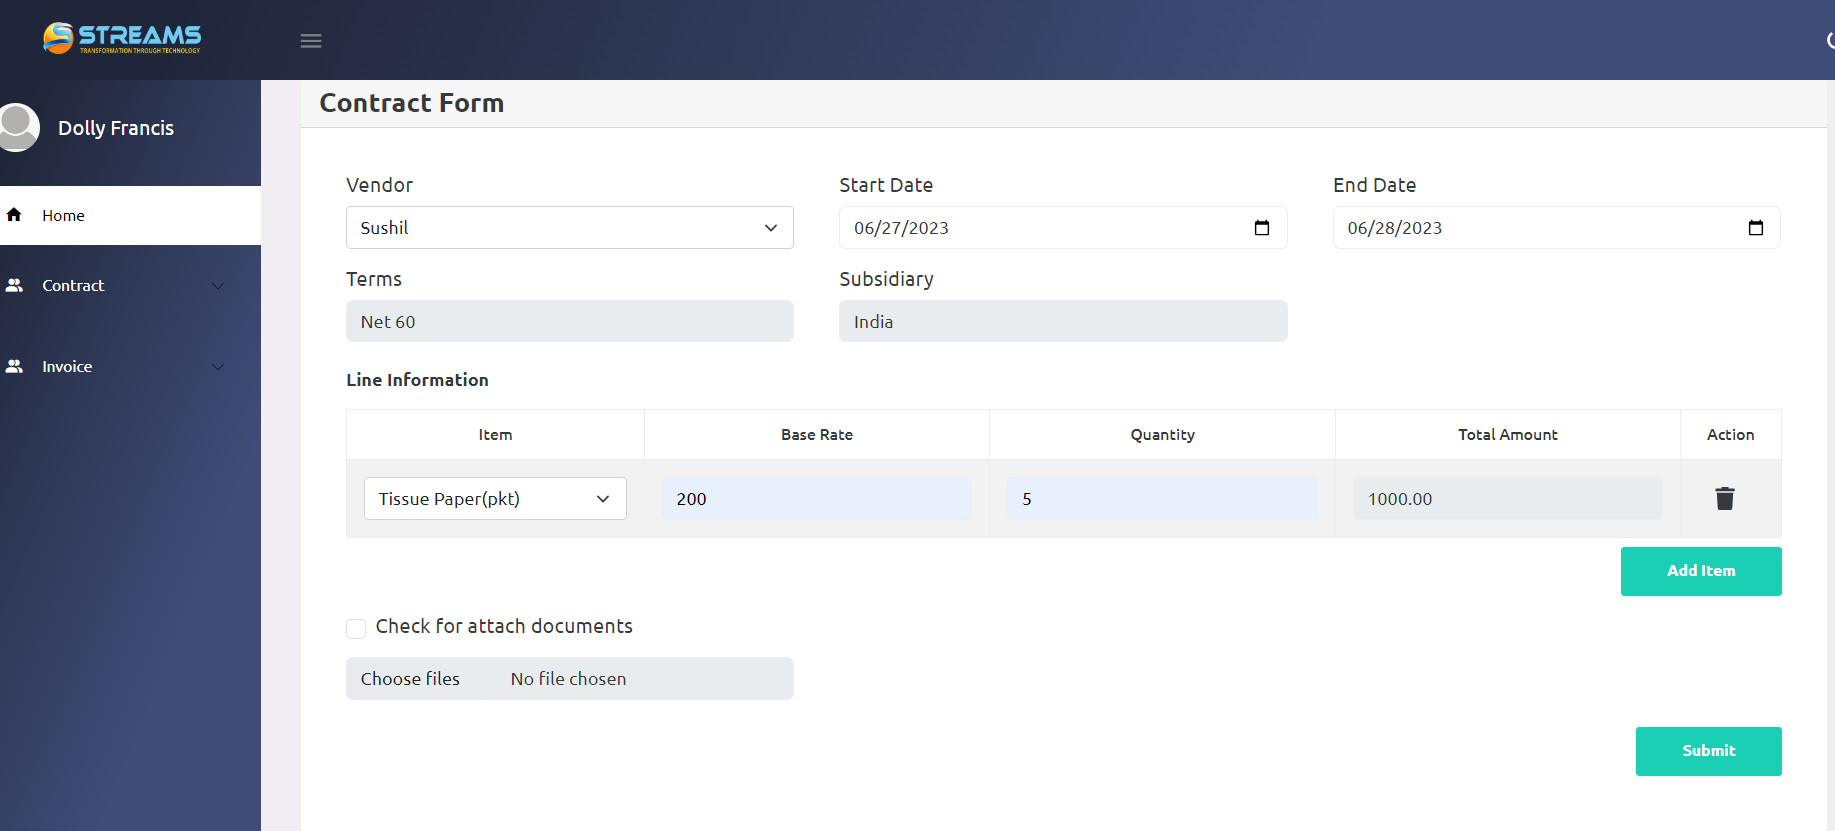 STREAMS
TRANSFORMATION THROUGH TECHNOLOGY
Dolly Francis
Home
Contract
Invoice
Contract Form
Vendor Start Date End Date
Sushil 06/27/2023 06/28/2023
Terms Subsidiary
Net 60 India
Line Information
Item Base Rate Quantity Total Amount Action
Tissue Paper(pkt) 200 5 1000.00
Add Item
Check for attach documents
Choose files No file chosen
Submit